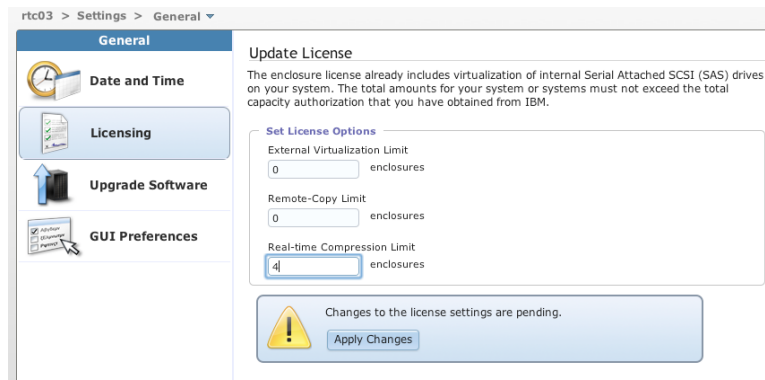 rtc03 > Settings > General
General
Date and Time
Licensing
Upgrade Software
GUI Preferences
Update License
The enclosure license already includes virtualization of internal Serial Attached SCSI (SAS) drives
on your system. The total amounts for your system or systems must not exceed the total
capacity authorization that you have obtained from IBM.
Set License Options
External Virtualization Limit
0 enclosures
Remote-Copy Limit
0 enclosures
Real-time Compression Limit
4 enclosures
Changes to the license settings are pending.
Apply Changes